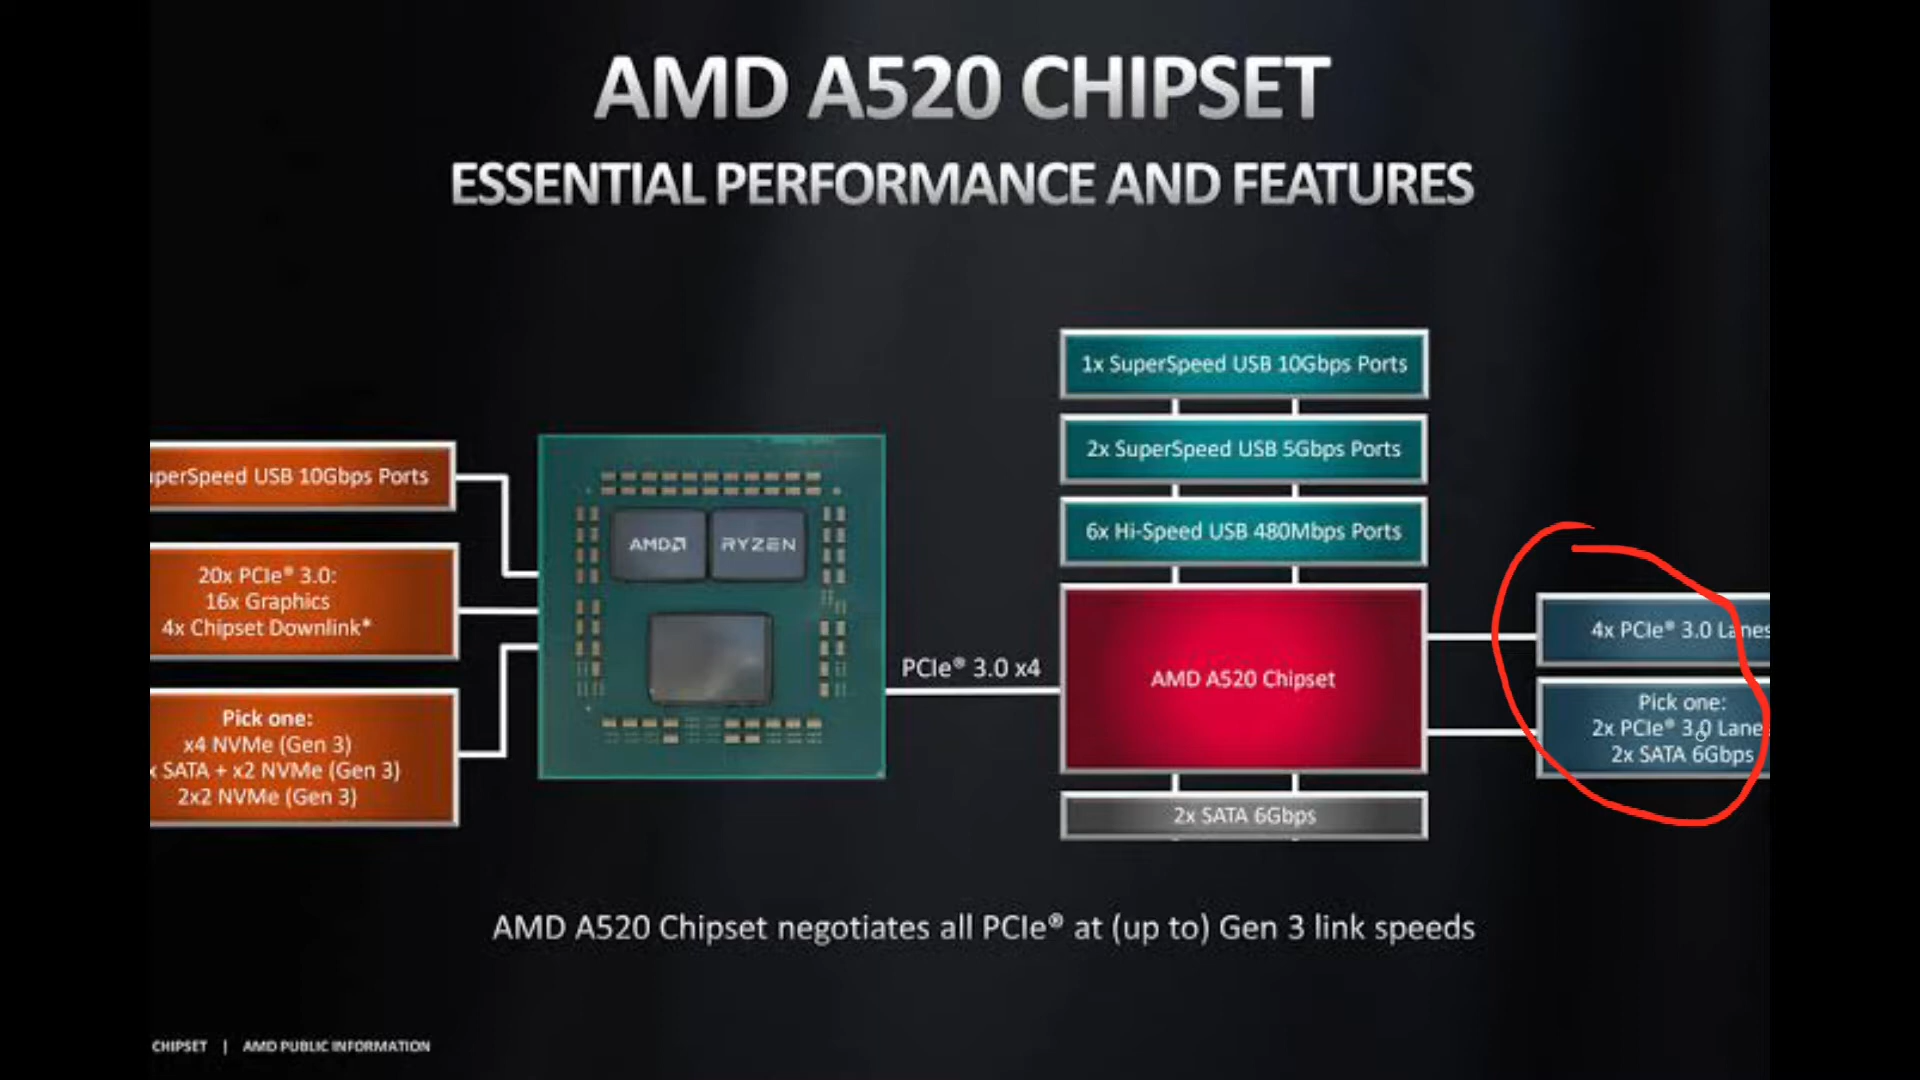 AMD A520 CHIPSET
ESSENTIAL PERFORMANCE AND FEATURES
1x SuperSpeed USB 10Gbps Ports
2x SuperSpeed USB 5Gbps Ports
6x Hi-Speed USB 480Mbps Ports
USB 10Gbps Ports
20x PCIe® 3.0:
16x Graphics
4x Chipset Downlink*
Pick one:
x4 NVMe (Gen 3)
SATA + x2 NVMe (Gen 3)
2x2 NVMe (Gen 3)
AMD
RYZEN
PCIe® 3.0 x4
AMD A520 Chipset
2x SATA 6Gbps
4x PCIe® 3.0 Lanes
Pick one:
2x PCIe® 3.0 Lane
2x SATA 6Gbps
AMD A520 Chipset negotiates all PCIe® at (up to) Gen 3 link speeds
CHIPSET | AMD PUBLIC INFORMATION